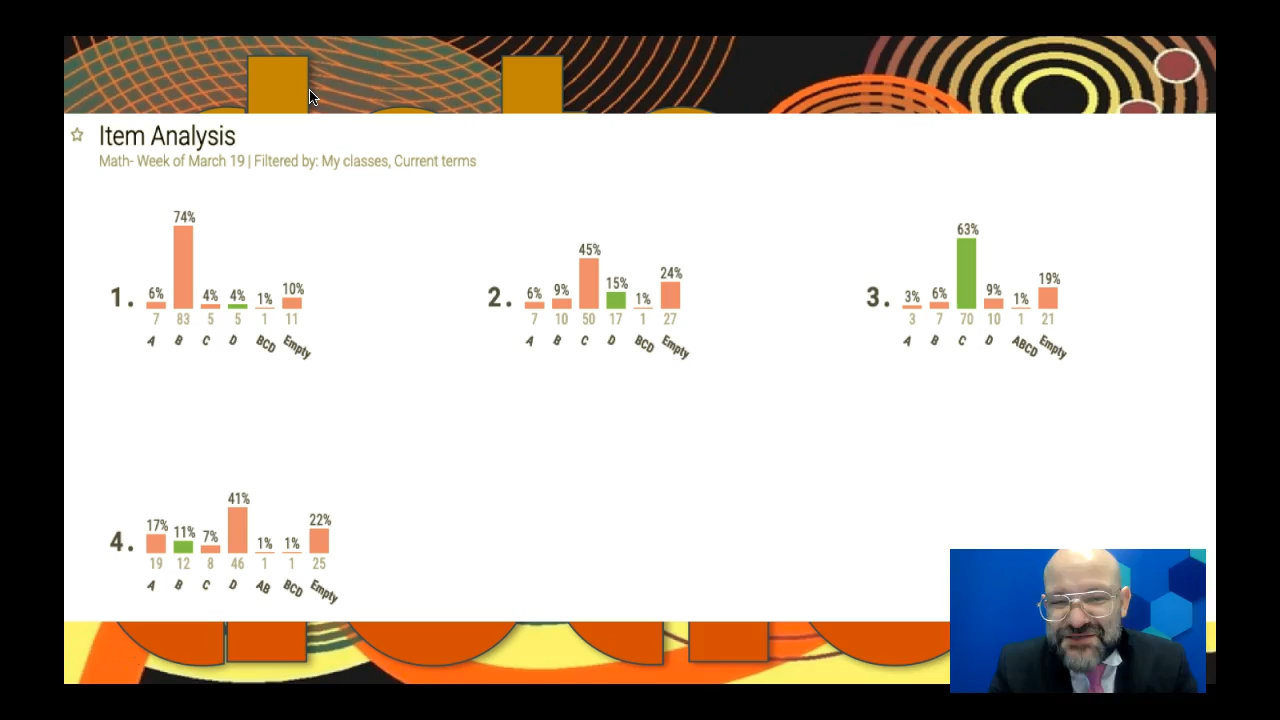 Item Analysis
Math- Week of March 19 | Filtered by: My classes, Current terms
1.
74%
6% 4% 4% 1% 10%
7 83 5 5 1 11
A B C D BCD Empty
2.
45%
6% 9% 15% 1% 24%
7 10 50 17 1 27
A B C D BCD Empty
3.
63%
3% 6% 9% 1% 19%
3 7 70 10 1 21
A B C D ABCD Empty
4.
41%
17% 11% 7% 1% 1% 22%
19 12 8 46 1 1 25
A B C D AB BCD Empty